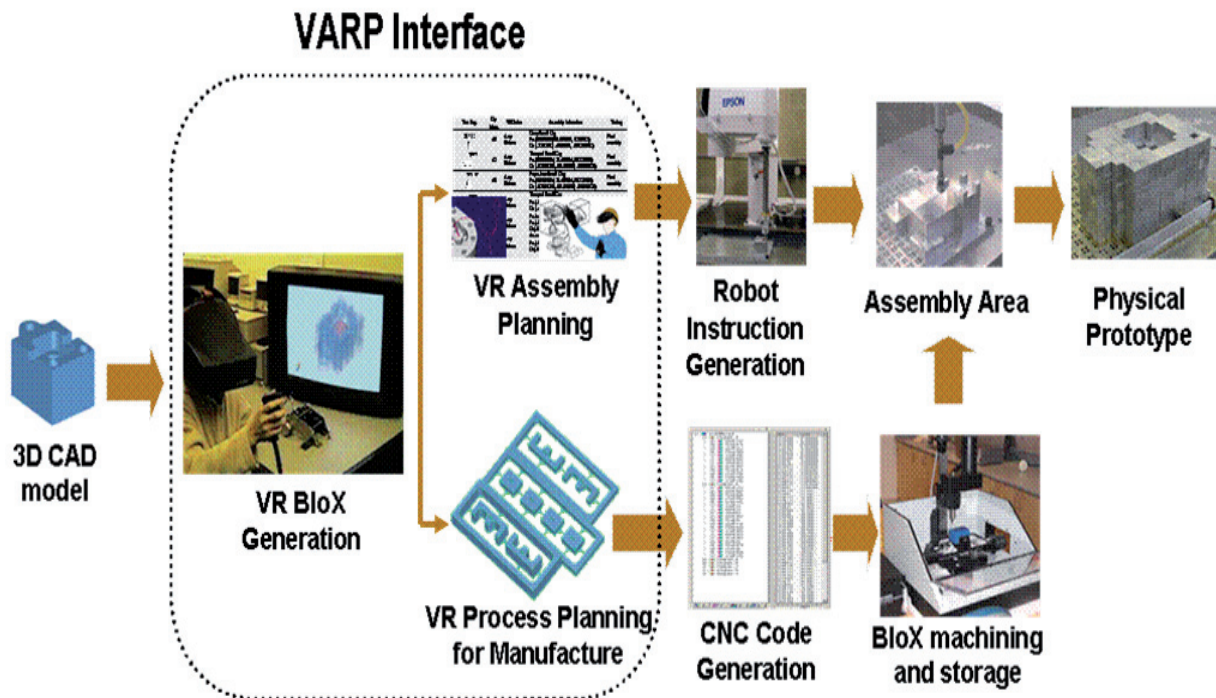 VARP Interface
EPSON
VR Assembly
Planning
Robot
Instruction
Generation
Assembly Area
Physical
Prototype
3D CAD
model
VR BloX
Generation
VR Process Planning
for Manufacture
CNC Code
Generation
BloX machining
and storage